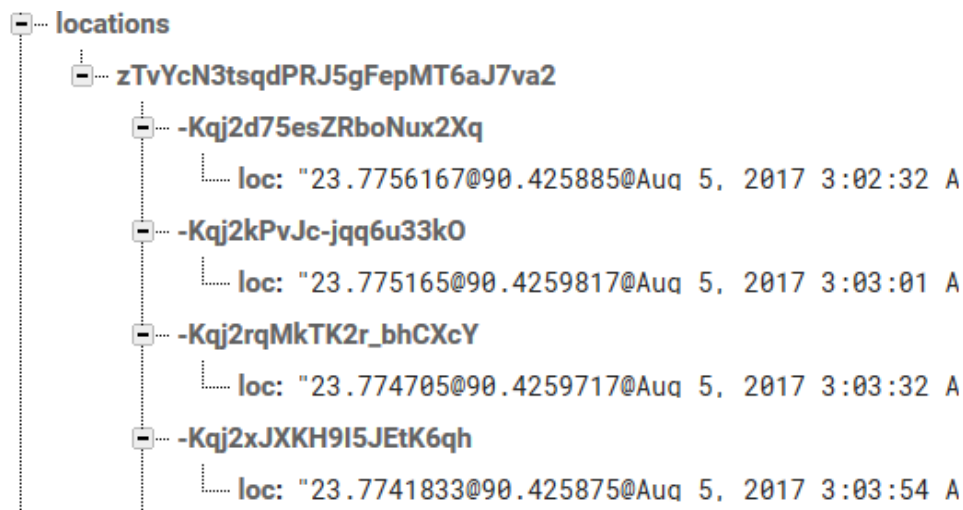 locations
zTvYcN3tsqdPRJ5gFepMT6aJ7va2
-Kqj2d75esZRboNux2Xq
loc: "23.7756167@90.425885@Aug 5, 2017 3:02:32 A
-Kqj2kPvJc-jqq6u33kO
loc: "23.775165@90.4259817@Aug 5, 2017 3:03:01 A
-Kqj2rqMkTK2r_bhCXcY
loc: "23.774705@90.4259717@Aug 5, 2017 3:03:32 A
-Kqj2xJXKH9I5JEtK6qh
loc: "23.7741833@90.425875@Aug 5, 2017 3:03:54 A